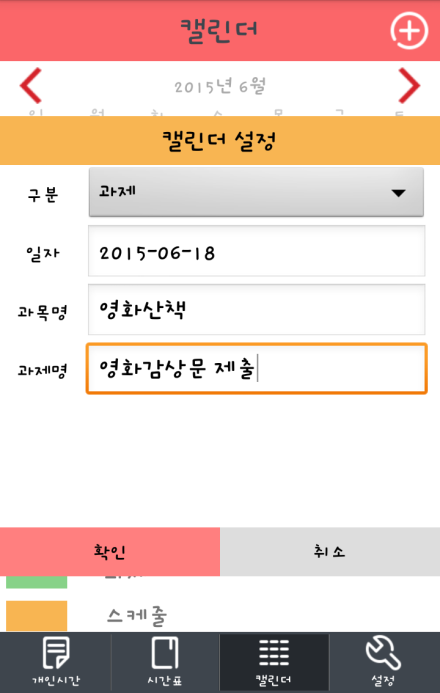 캘린더
2015년 6월
캘린더 설정
구분 과제
일자 2015-06-18
과목명 영화산책
과제명 영화감상문 제출
확인 취소
스케줄
개인시간 시간표 캘린더 설정